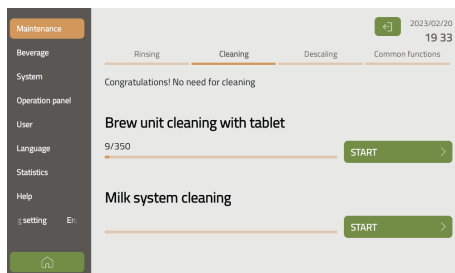 Maintenance
Beverage
System
Operation panel
User
Language
Statistics
Help
g setting En
2023/02/20
19 33
Rinsing Cleaning Descaling Common functions
Congratulations! No need for cleaning
Brew unit cleaning with tablet
9/350
START
Milk system cleaning
START